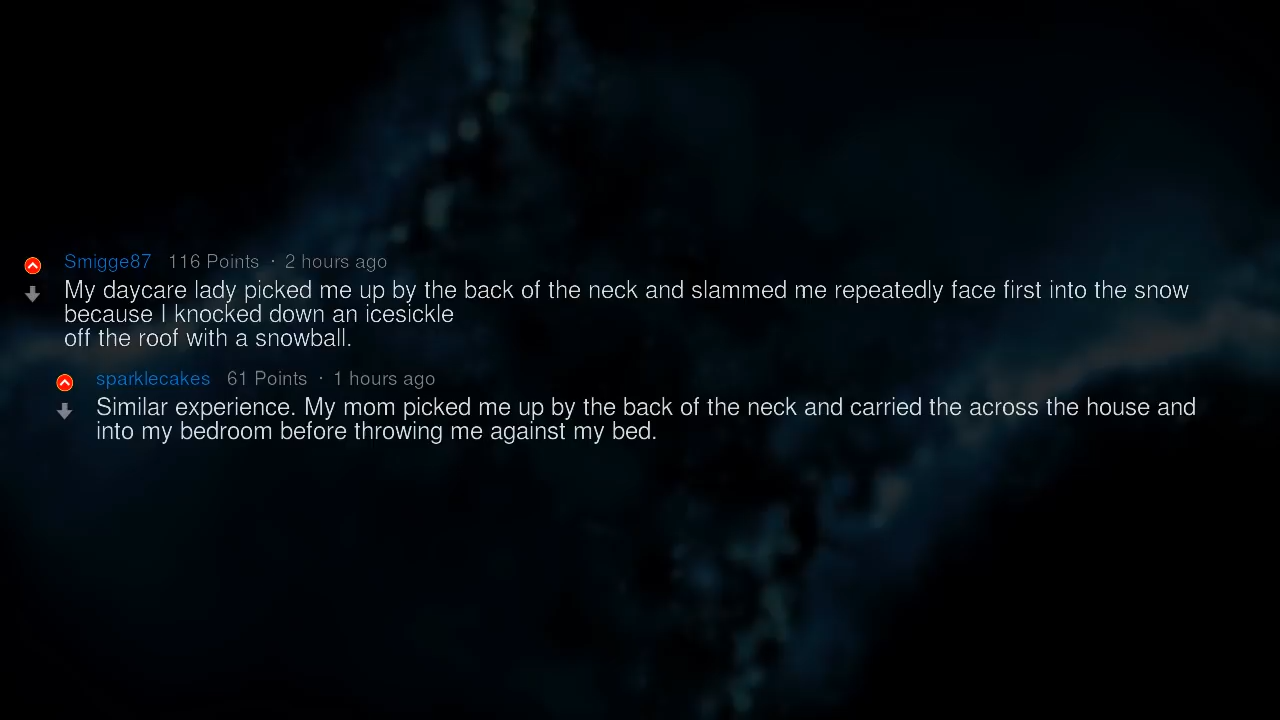 Smigge87 116 Points · 2 hours ago
My daycare lady picked me up by the back of the neck and slammed me repeatedly face first into the snow
because I knocked down an icesickle
off the roof with a snowball.
sparklecakes 61 Points · 1 hours ago
Similar experience. My mom picked me up by the back of the neck and carried the across the house and
into my bedroom before throwing me against my bed.